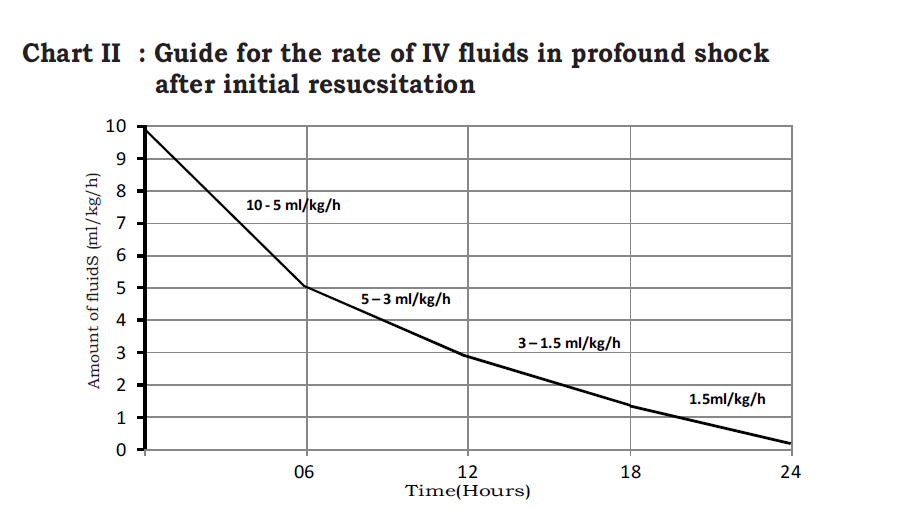 Chart II : Guide for the rate of IV fluids in profound shock
after initial resucsitation
Amount of fluidS (ml/kg/h)
10
9
8
7
6
5
4
3
2
1
0
10 - 5 ml/kg/h
5 – 3 ml/kg/h
3 – 1.5 ml/kg/h
1.5ml/kg/h
06 12 18 24
Time(Hours)